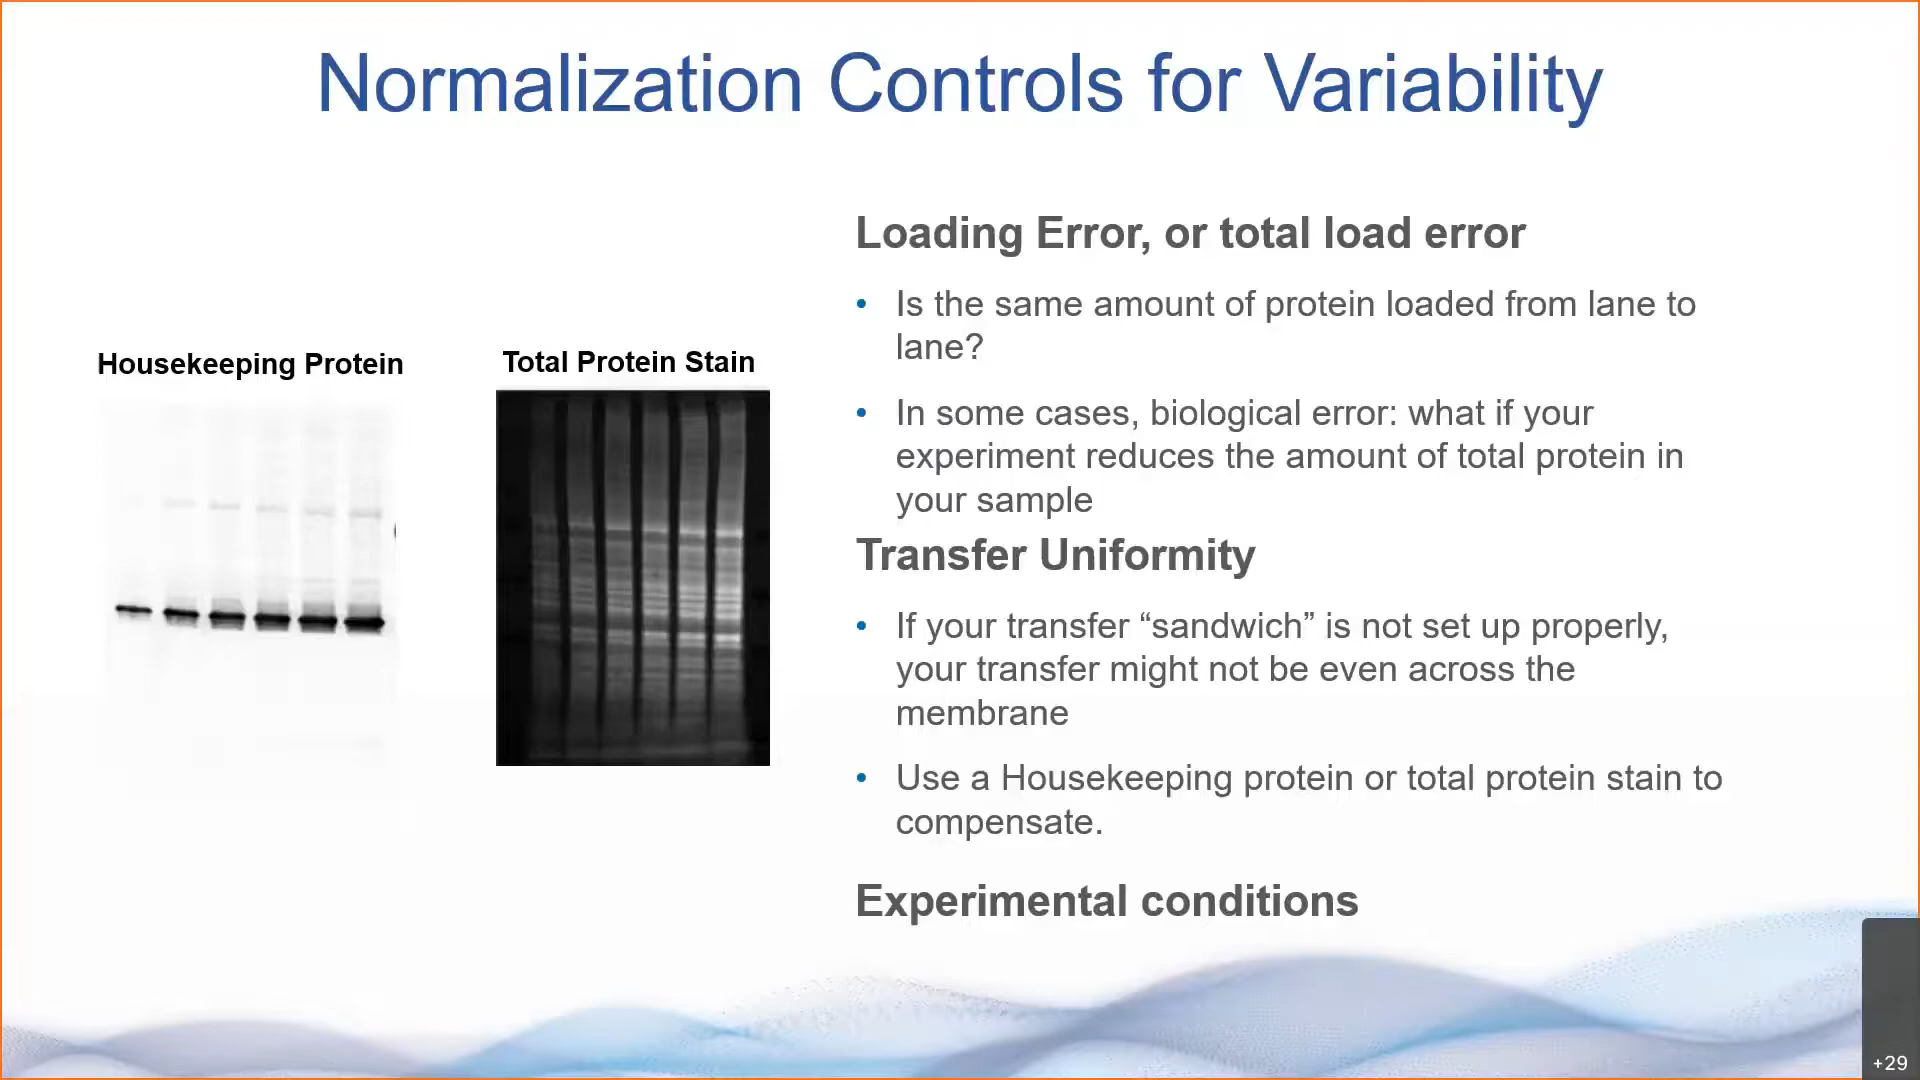 Normalization Controls for Variability
Housekeeping Protein
Total Protein Stain
Loading Error, or total load error
• Is the same amount of protein loaded from lane to
lane?
• In some cases, biological error: what if your
experiment reduces the amount of total protein in
your sample
Transfer Uniformity
• If your transfer “sandwich” is not set up properly,
your transfer might not be even across the
membrane
• Use a Housekeeping protein or total protein stain to
compensate.
Experimental conditions
+29